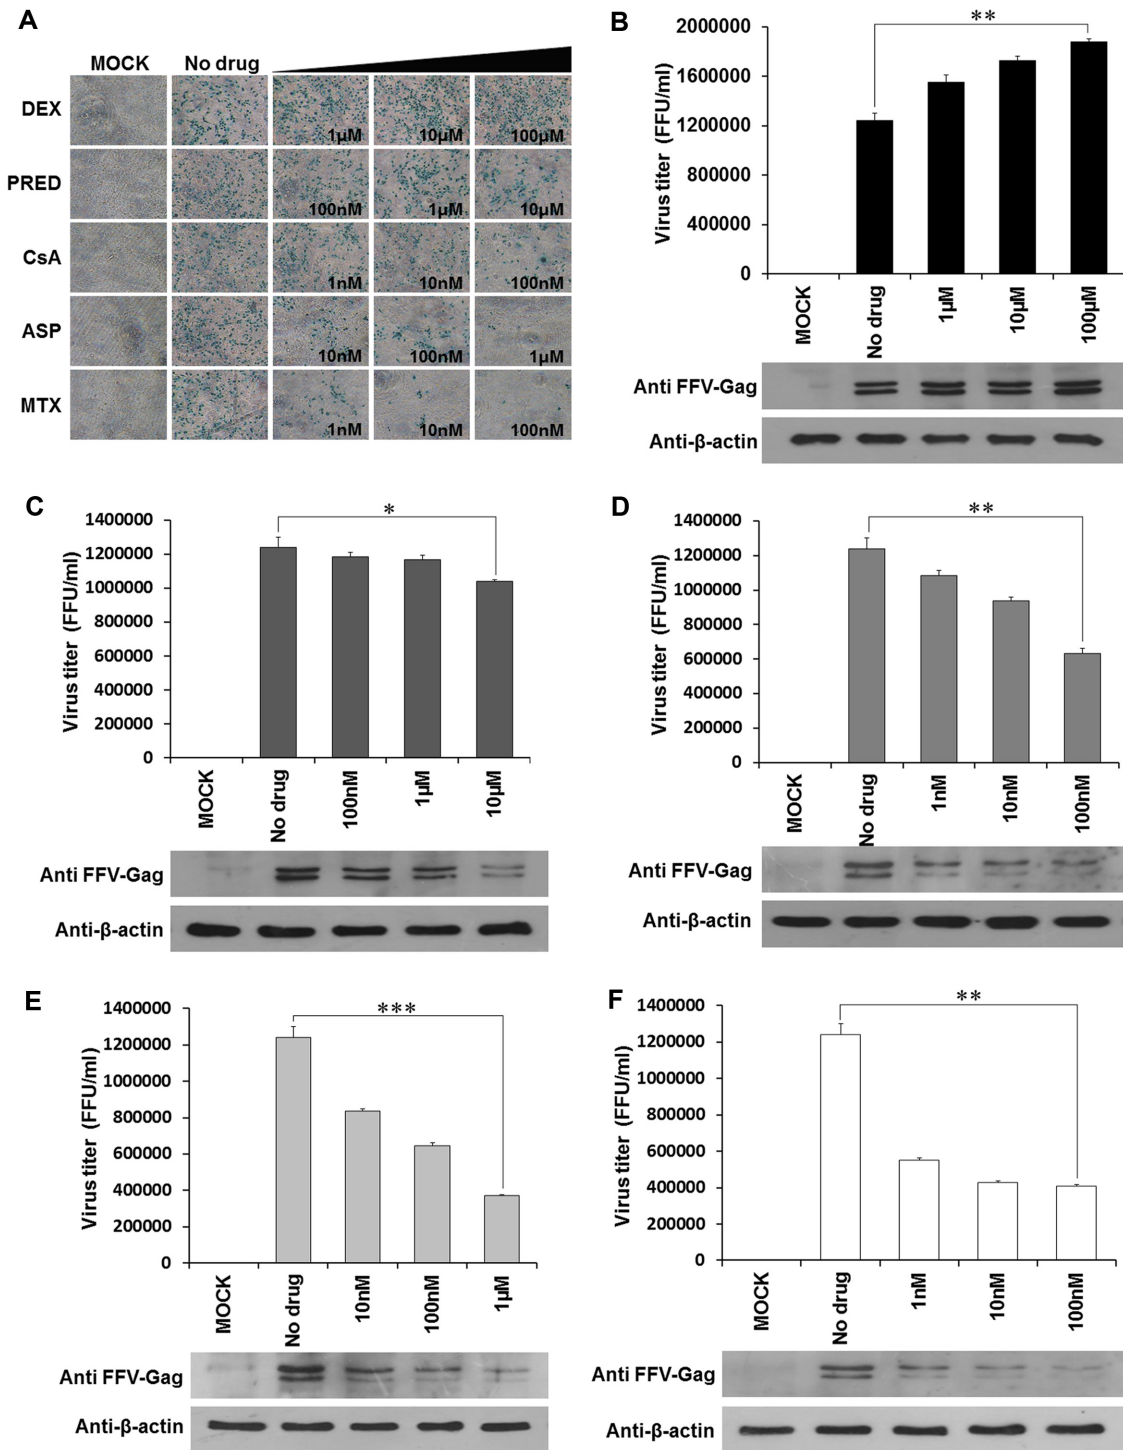 A
MOCK No drug
DEX 1µM 10µM 100µM
PRED 100nM 1µM 10µM
CsA 1nM 10nM 100nM
ASP 10nM 100nM 1µM
MTX 1nM 10nM 100nM
B
**
Virus titer (FFU/ml)
2000000
1600000
1200000
800000
400000
0
MOCK No drug 1µM 10µM 100µM
Anti FFV-Gag
Anti-β-actin
C
*
Virus titer (FFU/ml)
1400000
1200000
1000000
800000
600000
400000
200000
0
MOCK No drug 100nM 1µM 10µM
Anti FFV-Gag
Anti-β-actin
D
**
Virus titer (FFU/ml)
1400000
1200000
1000000
800000
600000
400000
200000
0
MOCK No drug 1nM 10nM 100nM
Anti FFV-Gag
Anti-β-actin
E
***
Virus titer (FFU/ml)
1400000
1200000
1000000
800000
600000
400000
200000
0
MOCK No drug 10nM 100nM 1µM
Anti FFV-Gag
Anti-β-actin
F
**
Virus titer (FFU/ml)
1400000
1200000
1000000
800000
600000
400000
200000
0
MOCK No drug 1nM 10nM 100nM
Anti FFV-Gag
Anti-β-actin